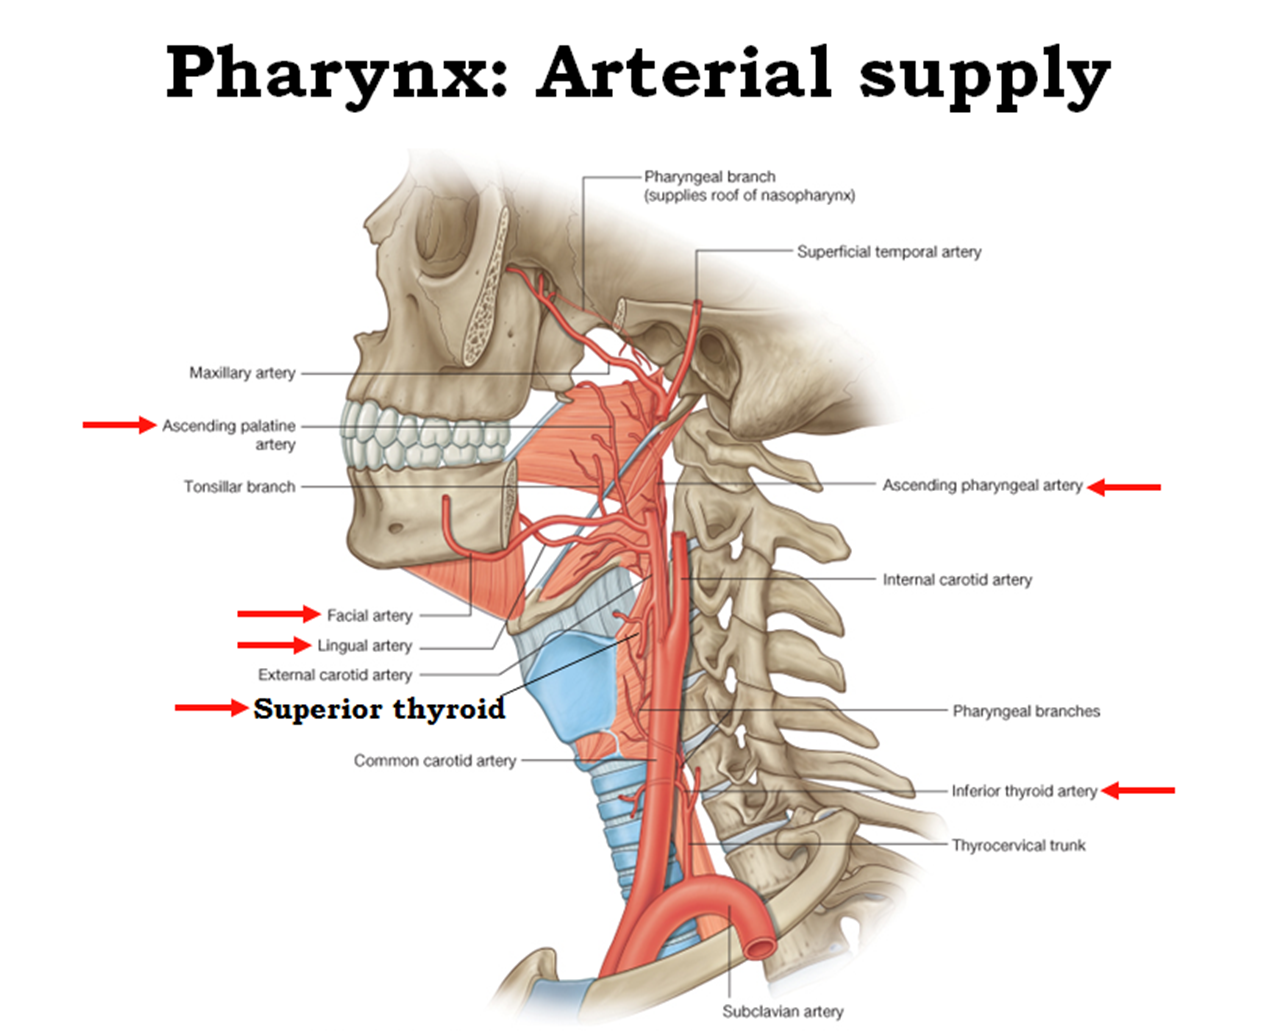 Pharynx: Arterial supply
Pharyngeal branch
(supplies roof of nasopharynx)
Superficial temporal artery
Maxillary artery
Ascending palatine
artery
Tonsillar branch
Ascending pharyngeal artery
Internal carotid artery
Facial artery
Lingual artery
External carotid artery
Superior thyroid
Pharyngeal branches
Common carotid artery
Inferior thyroid artery
Thyrocervical trunk
Subclavian artery